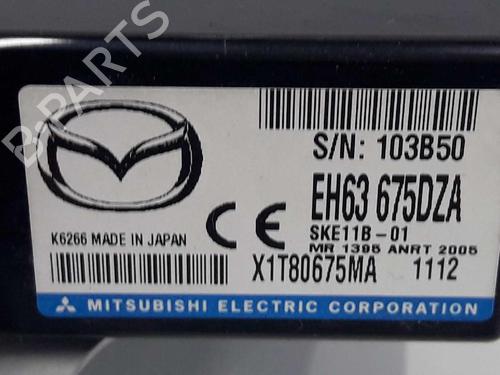 B-PARTS
S/N: 103B50
EH63 675DZA
SKE11B-01
MR 1395 ANRT 2005
K6266 MADE IN JAPAN
CE
X1T80675MA 1112
MITSUBISHI ELECTRIC CORPORATION